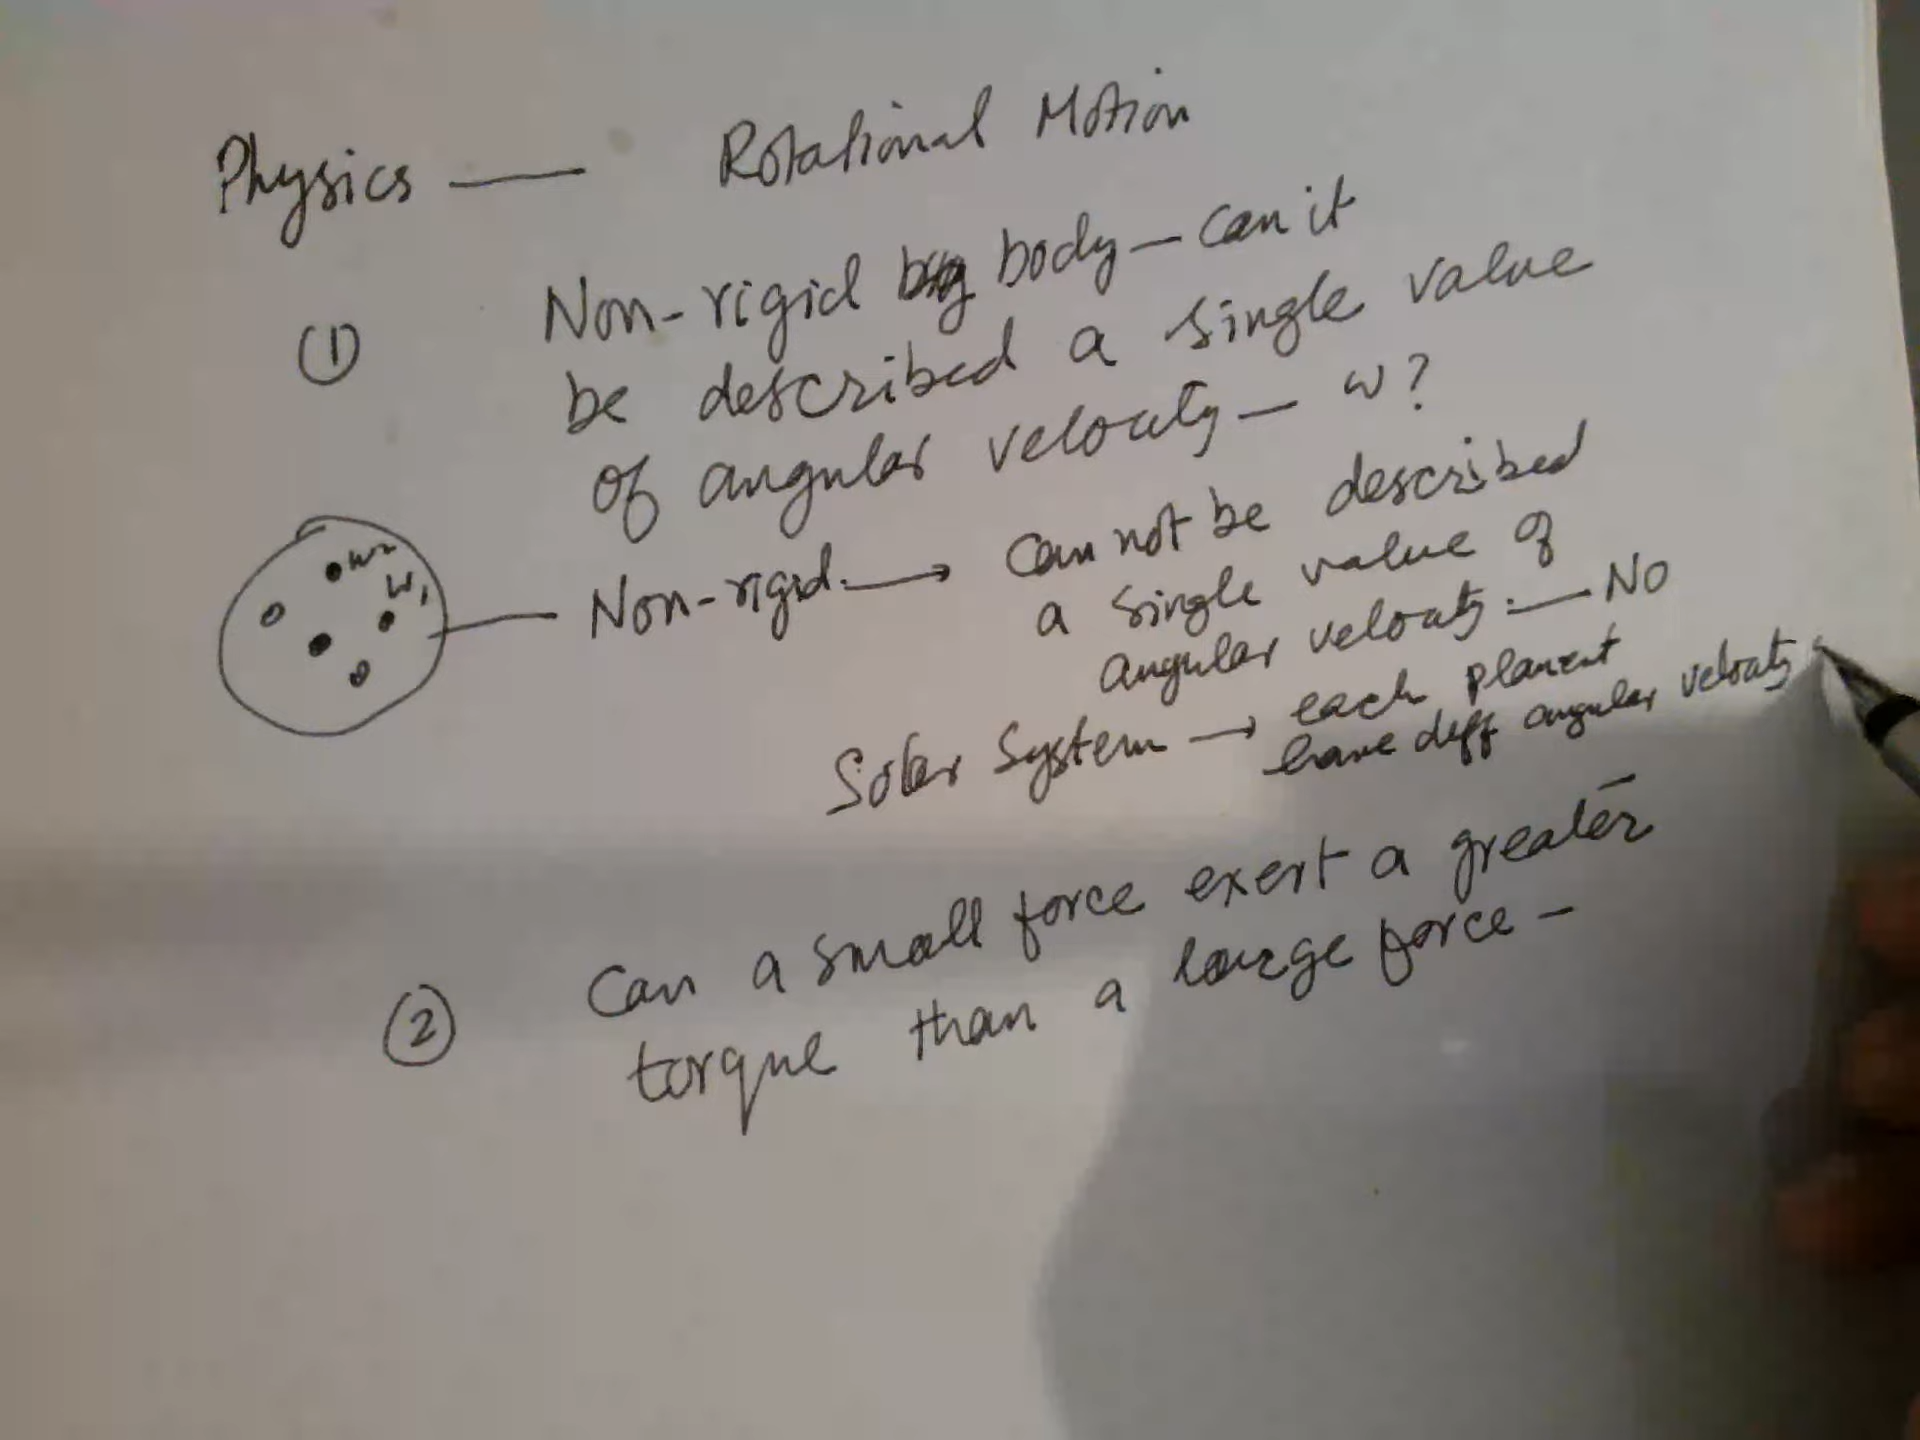 Physics — Rotational Motion
① Non-rigid body – can it
be described a single value
of angular velocity – ω?
ω2
ω1
Non-rigid. → Can not be described
a single value of
angular velocity. — No
Solar System → each planent
have diff angular velocity
② Can a small force exert a greater
torque than a large force –